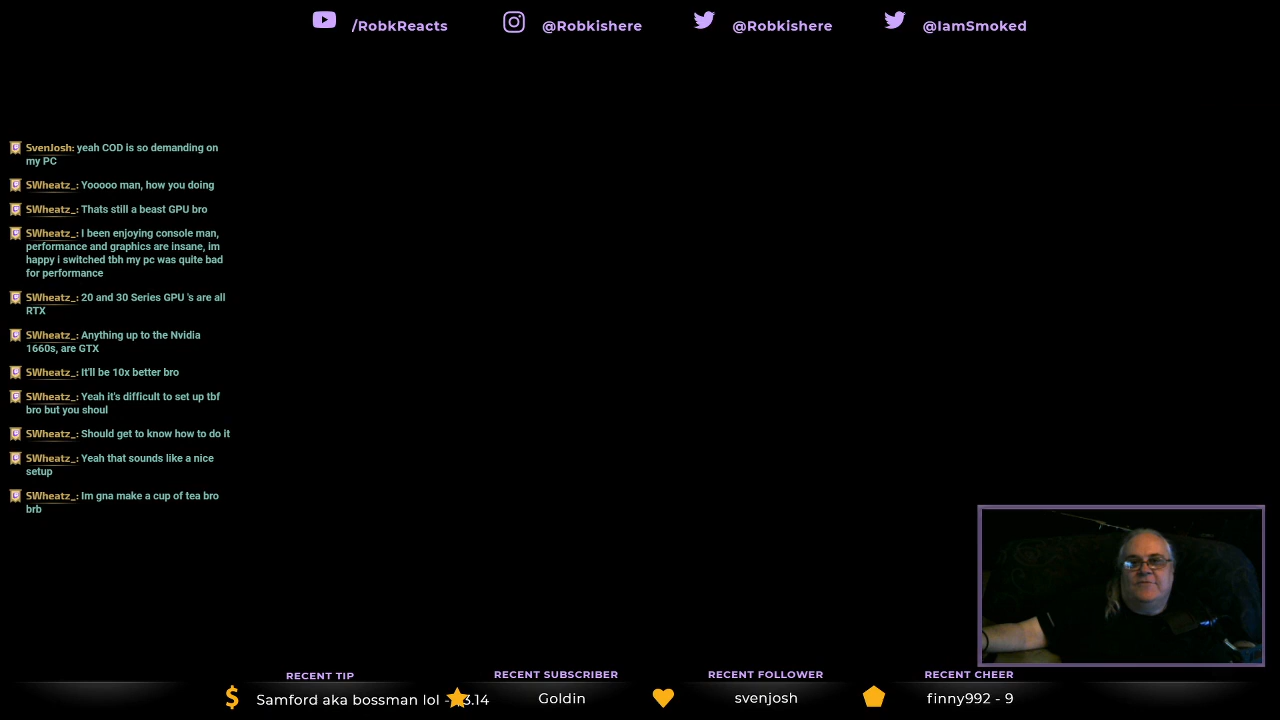 /RobkReacts @Robkishere @Robkishere @IamSmoked
SvenJosh: yeah COD is so demanding on
my PC
SWheatz_: Yooooo man, how you doing
SWheatz_: Thats still a beast GPU bro
SWheatz_: I been enjoying console man,
performance and graphics are insane, im
happy i switched tbh my pc was quite bad
for performance
SWheatz_: 20 and 30 Series GPU 's are all
RTX
SWheatz_: Anything up to the Nvidia
1660s, are GTX
SWheatz_: It'll be 10x better bro
SWheatz_: Yeah it's difficult to set up tbf
bro but you shoul
SWheatz_: Should get to know how to do it
SWheatz_: Yeah that sounds like a nice
setup
SWheatz_: Im gna make a cup of tea bro
brb
RECENT TIP RECENT SUBSCRIBER RECENT FOLLOWER RECENT CHEER
Samford aka bossman lol - 3.14 Goldin svenjosh finny992 - 9